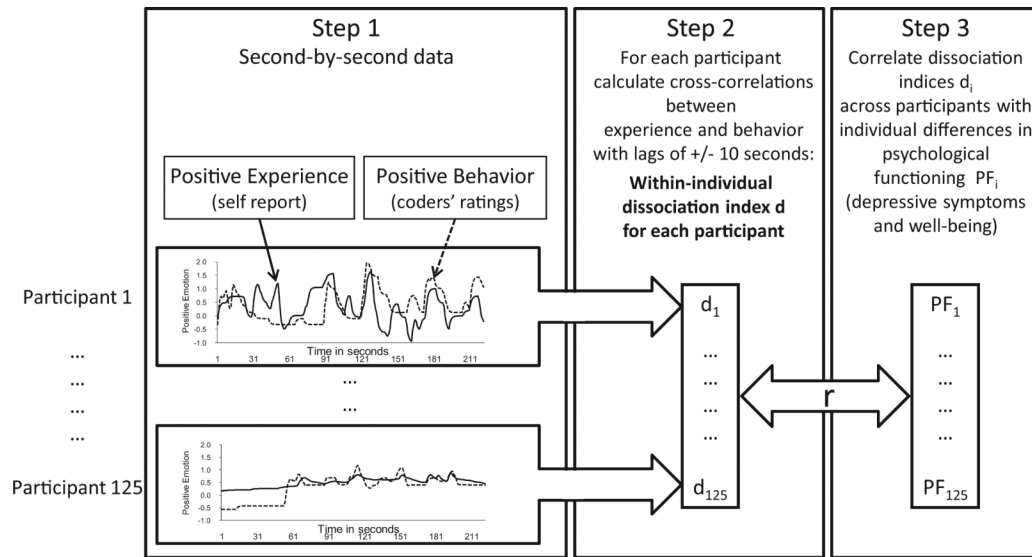 Step 1
Second-by-second data
Positive Experience
(self report)
Positive Behavior
(coders' ratings)
Participant 1
Positive Emotion
2.0
1.5
1.0
0.5
0.0
-0.5
-1.0
Time in seconds
1 31 61 91 121 151 181 211
...
...
...
...
...
...
Participant 125
Positive Emotion
2.0
1.5
1.0
0.5
0.0
-0.5
-1.0
Time in seconds
1 31 61 91 121 151 181 211
Step 2
For each participant
calculate cross-correlations
between
experience and behavior
with lags of +/- 10 seconds:
Within-individual
dissociation index d
for each participant
d1
...
...
...
...
d125
r
Step 3
Correlate dissociation
indices di
across participants with
individual differences in
psychological
functioning PFi
(depressive symptoms
and well-being)
PF1
...
...
...
...
PF125